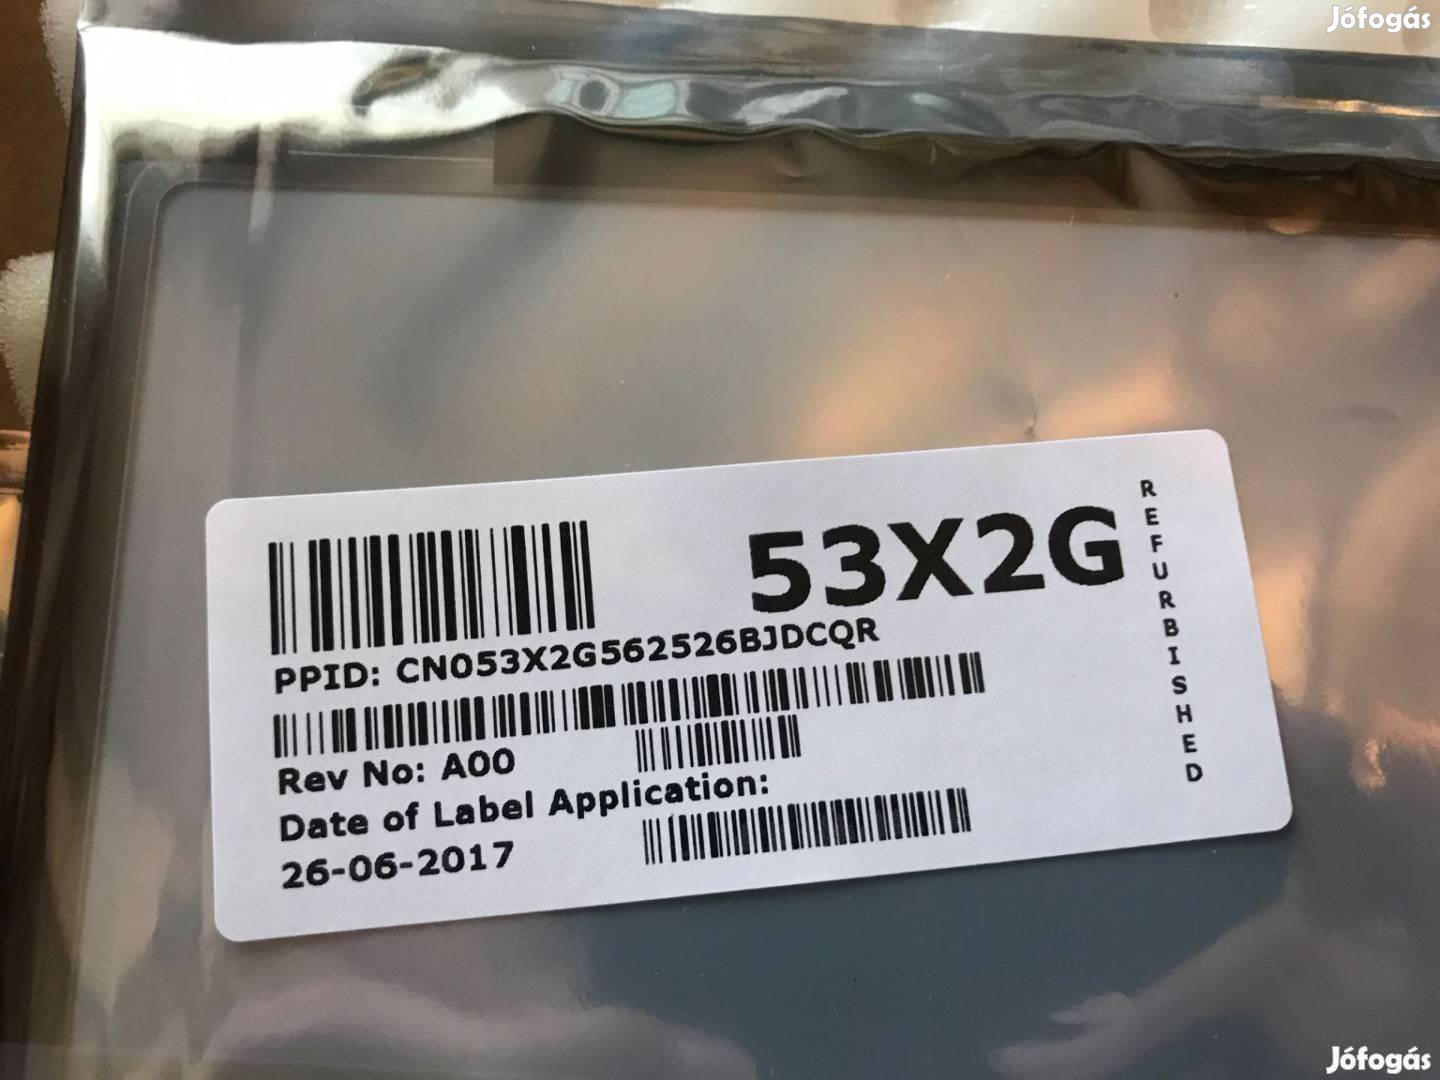 Jófogás
53X2G
REFURBISHED
PPID: CN053X2G562526BJDCQR
Rev No: A00
Date of Label Application:
26-06-2017
Jófogás